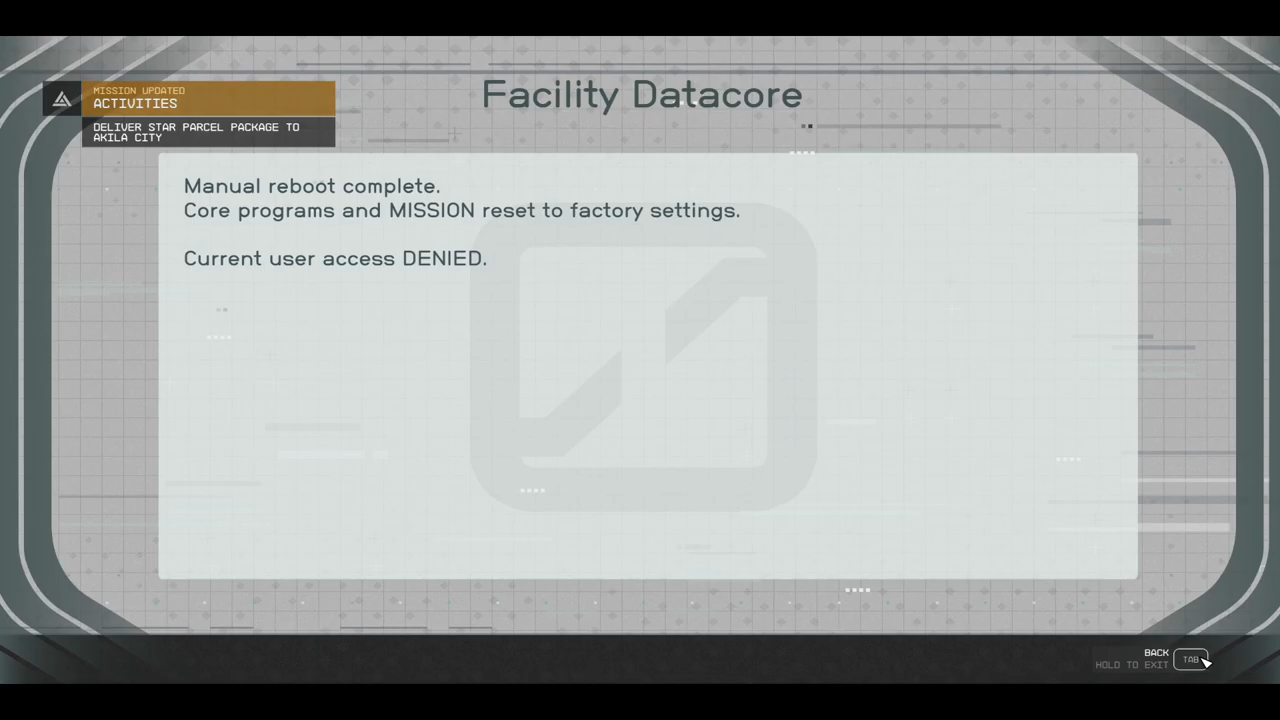 MISSION UPDATED
ACTIVITIES
DELIVER STAR PARCEL PACKAGE TO
AKILA CITY
Facility Datacore
Manual reboot complete.
Core programs and MISSION reset to factory settings.
Current user access DENIED.
BACK
HOLD TO EXIT
TAB